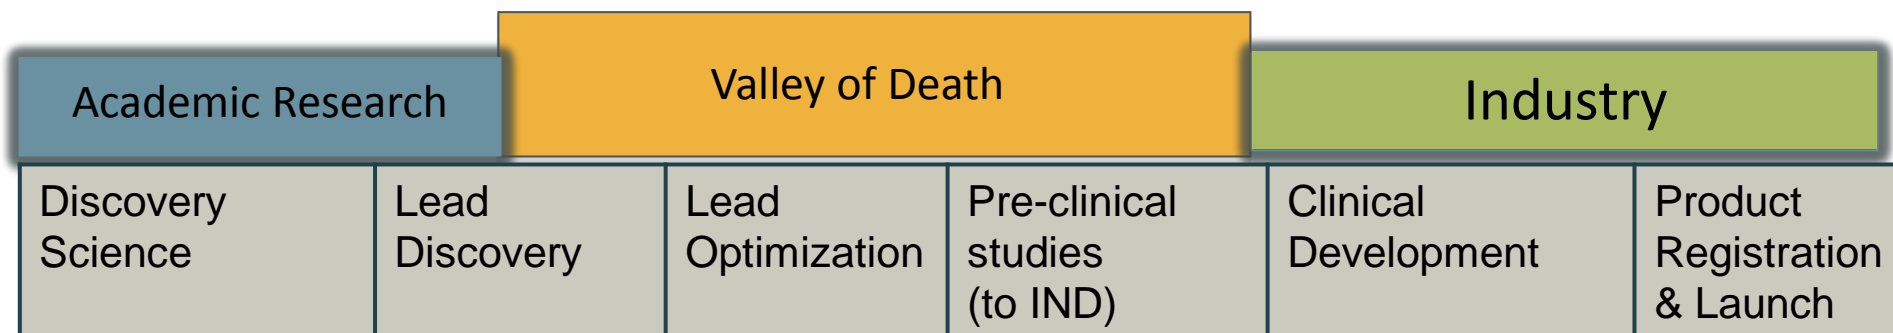 Academic Research
Valley of Death
Industry
Discovery
Science
Lead
Discovery
Lead
Optimization
Pre-clinical
studies
(to IND)
Clinical
Development
Product
Registration
& Launch